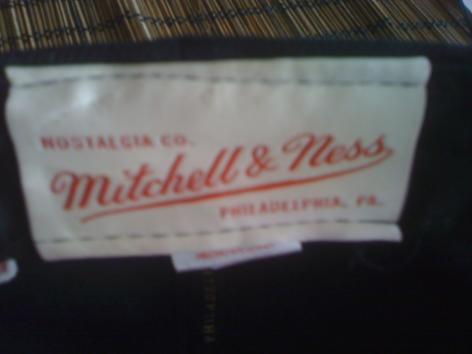 NOSTALGIA CO.
Mitchell & Ness
PHILADELPHIA, PA.